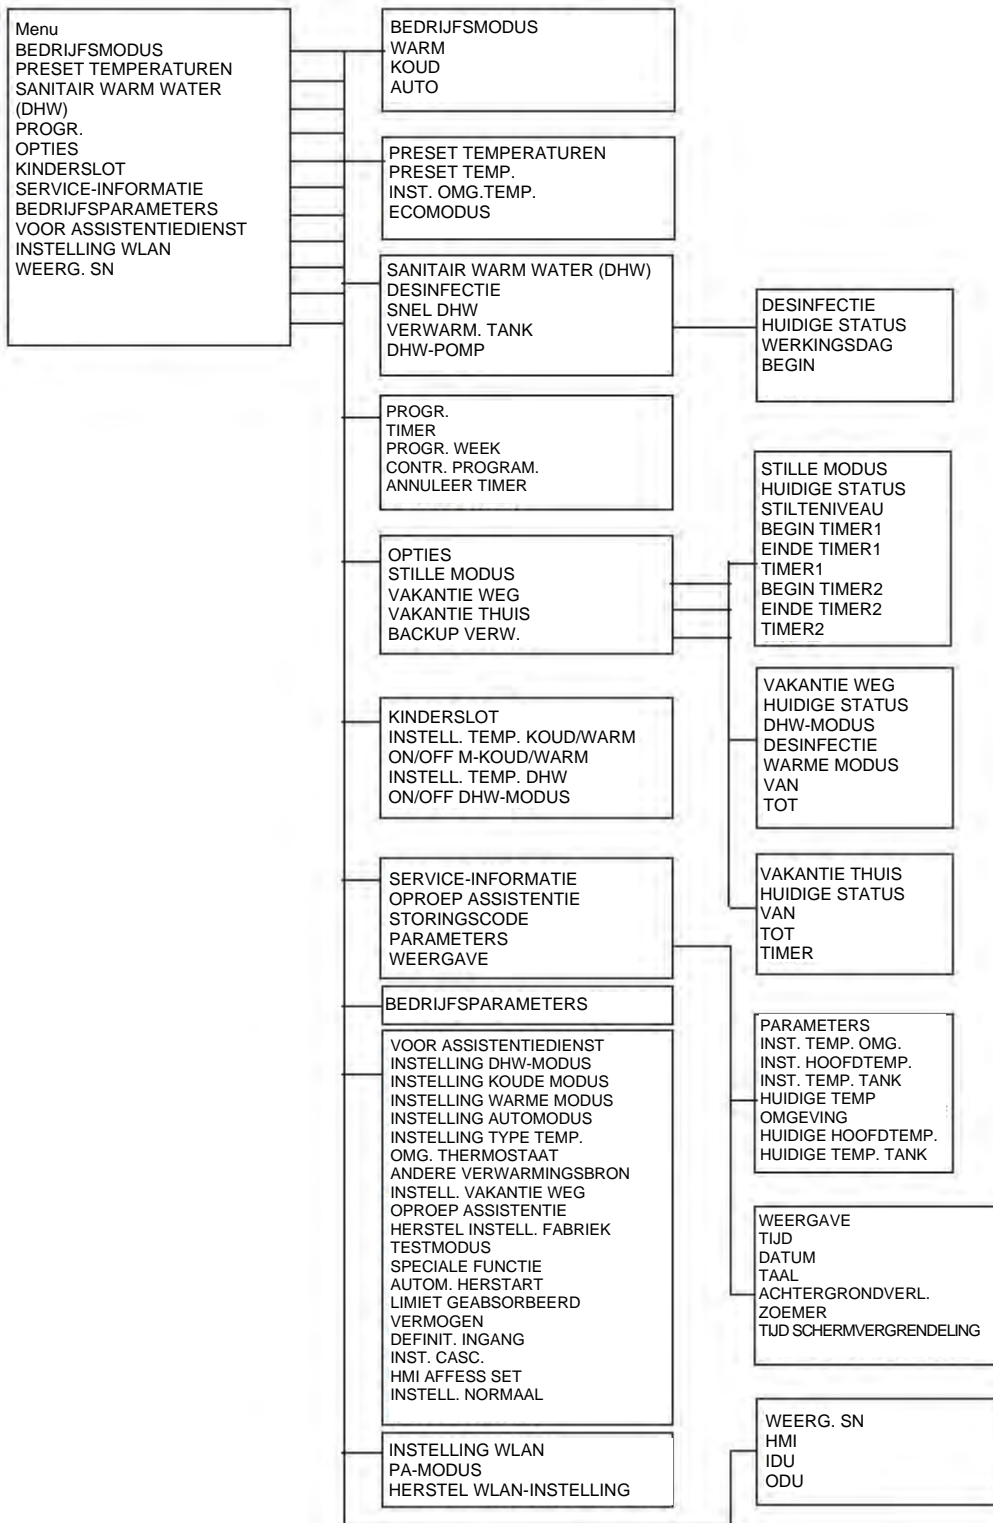 Menu
BEDRIJFSMODUS
PRESET TEMPERATUREN
SANITAIR WARM WATER
(DHW)
PROGR.
OPTIES
KINDERSLOT
SERVICE-INFORMATIE
BEDRIJFSPARAMETERS
VOOR ASSISTENTIEDIENST
INSTELLING WLAN
WEERG. SN
BEDRIJFSMODUS
WARM
KOUD
AUTO
PRESET TEMPERATUREN
PRESET TEMP.
INST. OMG.TEMP.
ECOMODUS
SANITAIR WARM WATER (DHW)
DESINFECTIE
SNEL DHW
VERWARM. TANK
DHW-POMP
DESINFECTIE
HUIDIGE STATUS
WERKINGSDAG
BEGIN
PROGR.
TIMER
PROGR. WEEK
CONTR. PROGRAM.
ANNULEER TIMER
OPTIES
STILLE MODUS
VAKANTIE WEG
VAKANTIE THUIS
BACKUP VERW.
STILLE MODUS
HUIDIGE STATUS
STILTENIVEAU
BEGIN TIMER1
EINDE TIMER1
TIMER1
BEGIN TIMER2
EINDE TIMER2
TIMER2
VAKANTIE WEG
HUIDIGE STATUS
DHW-MODUS
DESINFECTIE
WARME MODUS
VAN
TOT
VAKANTIE THUIS
HUIDIGE STATUS
VAN
TOT
TIMER
KINDERSLOT
INSTELL. TEMP. KOUD/WARM
ON/OFF M-KOUD/WARM
INSTELL. TEMP. DHW
ON/OFF DHW-MODUS
SERVICE-INFORMATIE
OPROEP ASSISTENTIE
STORINGSCODE
PARAMETERS
WEERGAVE
PARAMETERS
INST. TEMP. OMG.
INST. HOOFDTEMP.
INST. TEMP. TANK
HUIDIGE TEMP
OMGEVING
HUIDIGE HOOFDTEMP.
HUIDIGE TEMP. TANK
WEERGAVE
TIJD
DATUM
TAAL
ACHTERGRONDVERL.
ZOEMER
TIJD SCHERMVERGRENDELING
BEDRIJFSPARAMETERS
VOOR ASSISTENTIEDIENST
INSTELLING DHW-MODUS
INSTELLING KOUDE MODUS
INSTELLING WARME MODUS
INSTELLING AUTOMODUS
INSTELLING TYPE TEMP.
OMG. THERMOSTAAT
ANDERE VERWARMINGSBRON
INSTELL. VAKANTIE WEG
OPROEP ASSISTENTIE
HERSTEL INSTELL. FABRIEK
TESTMODUS
SPECIALE FUNCTIE
AUTOM. HERSTART
LIMIET GEABSORBEERD
VERMOGEN
DEFINIT. INGANG
INST. CASC.
HMI AFFESS SET
INSTELL. NORMAAL
INSTELLING WLAN
PA-MODUS
HERSTEL WLAN-INSTELLING
WEERG. SN
HMI
IDU
ODU